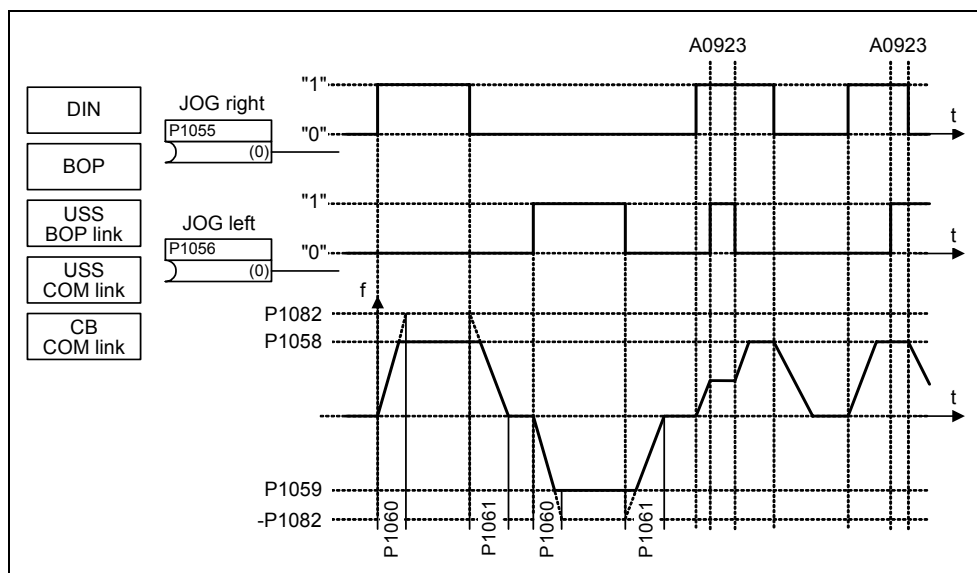 A0923 A0923
DIN
BOP
USS
BOP link
USS
COM link
CB
COM link
JOG right
P1055
(0)
"1"
"0"
t
JOG left
P1056
(0)
"1"
"0"
t
f
P1082
P1058
t
P1059
-P1082
P1060
P1061
P1060
P1061